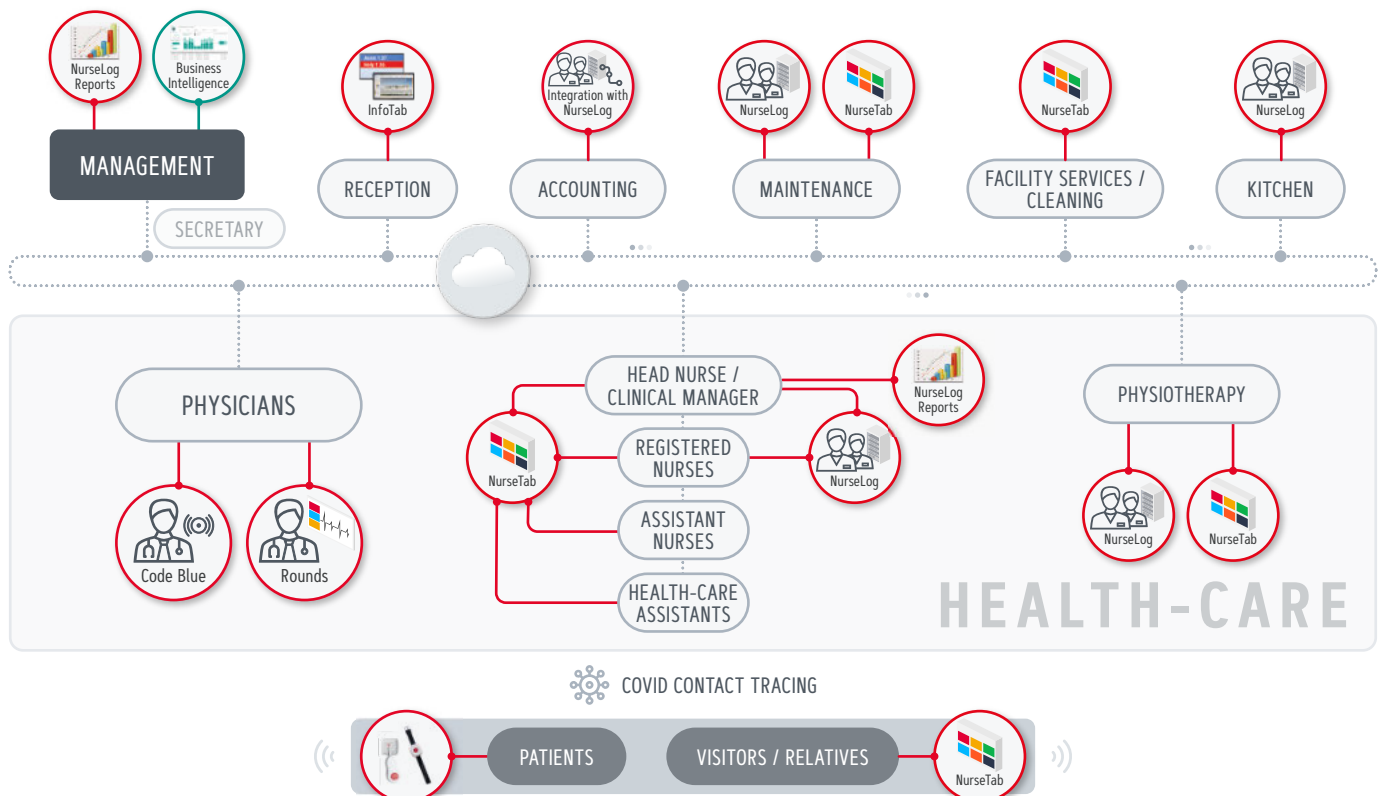 NurseLog
Reports
Business
Intelligence
MANAGEMENT
SECRETARY
InfoTab
RECEPTION
Integration with
NurseLog
ACCOUNTING
NurseLog
NurseTab
MAINTENANCE
NurseTab
FACILITY SERVICES /
CLEANING
NurseLog
KITCHEN
PHYSICIANS
Code Blue
Rounds
HEAD NURSE /
CLINICAL MANAGER
NurseLog
Reports
NurseTab
REGISTERED
NURSES
NurseLog
ASSISTANT
NURSES
HEALTH-CARE
ASSISTANTS
PHYSIOTHERAPY
NurseLog
NurseTab
HEALTH-CARE
COVID CONTACT TRACING
PATIENTS
VISITORS / RELATIVES
NurseTab